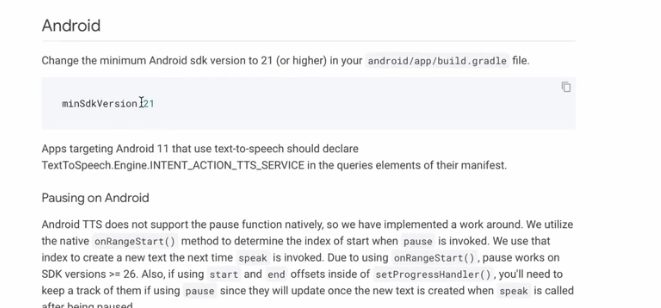 Android
Change the minimum Android sdk version to 21 (or higher) in your android/app/build.gradle file.
minSdkVersion 21
Apps targeting Android 11 that use text-to-speech should declare
TextToSpeech.Engine.INTENT_ACTION_TTS_SERVICE in the queries elements of their manifest.
Pausing on Android
Android TTS does not support the pause function natively, so we have implemented a work around. We utilize
the native onRangeStart() method to determine the index of start when pause is invoked. We use that
index to create a new text the next time speak is invoked. Due to using onRangeStart(), pause works on
SDK versions >= 26. Also, if using start and end offsets inside of setProgressHandler(), you'll need to
keep a track of them if using pause since they will update once the new text is created when speak is called
after being paused.